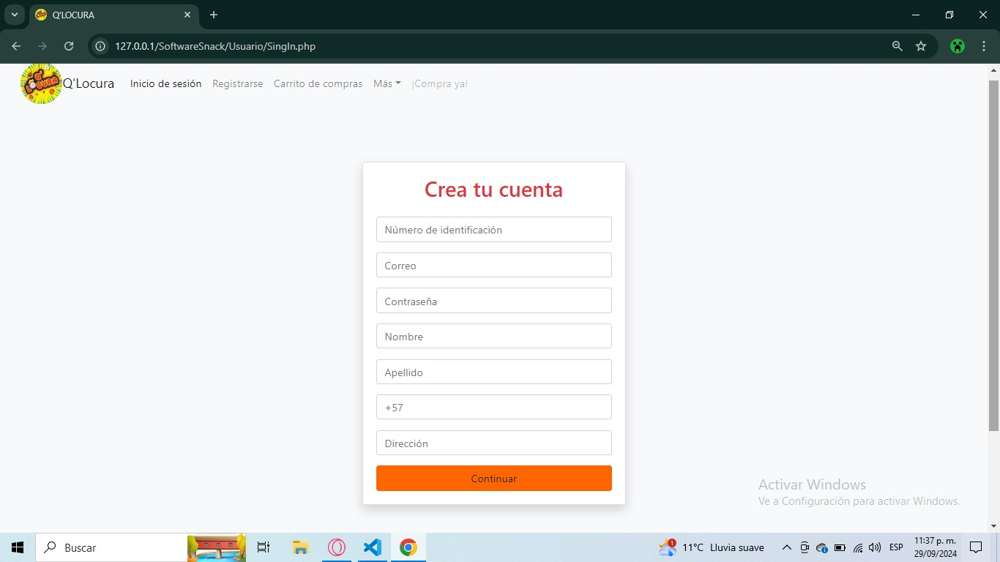 Q'LOCURA
127.0.0.1/SoftwareSnack/Usuario/SingIn.php
Q' LOCURA
Q'Locura Inicio de sesión Registrarse Carrito de compras Más ¡Compra ya!
Crea tu cuenta
Número de identificación
Correo
Contraseña
Nombre
Apellido
+57
Dirección
Continuar
Activar Windows
Ve a Configuración para activar Windows.
Buscar
1
11°C Lluvia suave
ESP
11:37 p. m.
29/09/2024